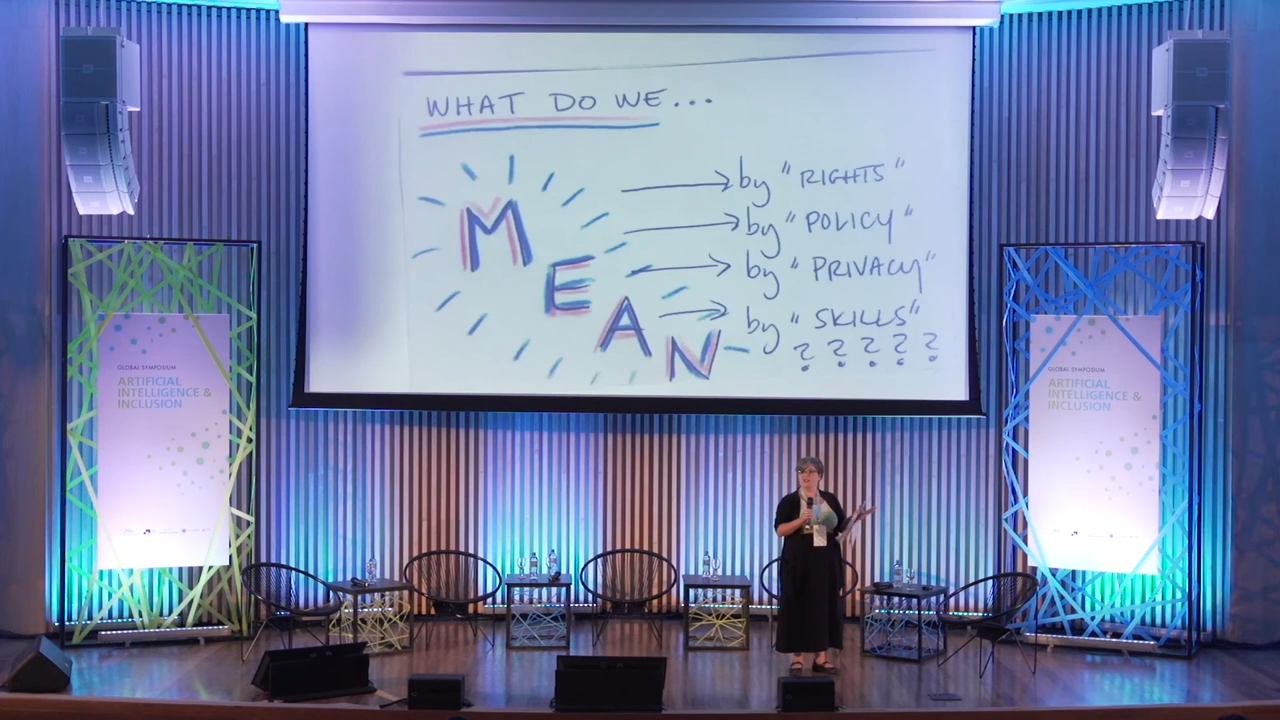 WHAT DO WE...
MEAN
by "RIGHTS"
by "POLICY"
by "PRIVACY"
by "SKILLS"
? ? ? ? ?
GLOBAL SYMPOSIUM
ARTIFICIAL
INTELLIGENCE &
INCLUSION
GLOBAL SYMPOSIUM
ARTIFICIAL
INTELLIGENCE &
INCLUSION